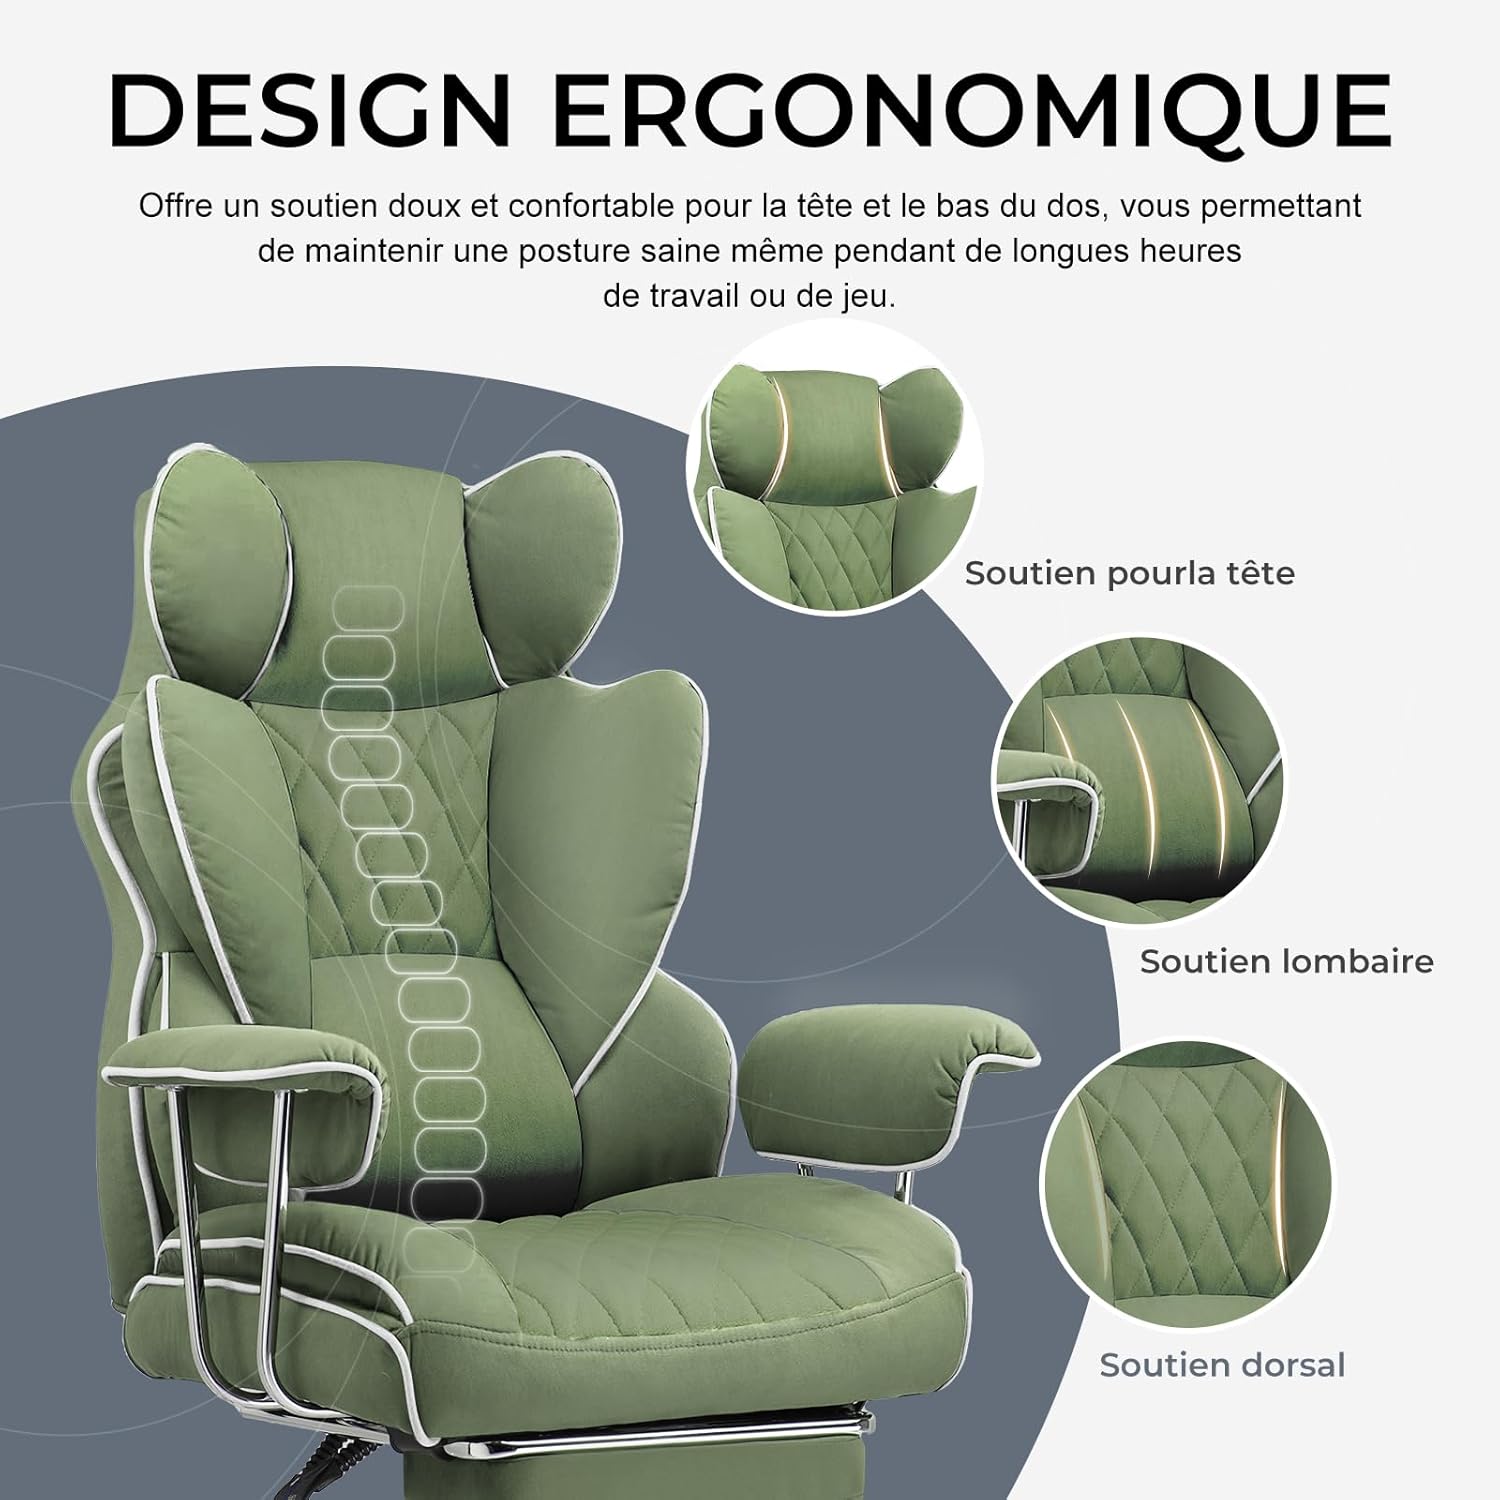 DESIGN ERGONOMIQUE
Offre un soutien doux et confortable pour la tête et le bas du dos, vous permettant
de maintenir une posture saine même pendant de longues heures
de travail ou de jeu.
Soutien pourla tête
Soutien lombaire
Soutien dorsal